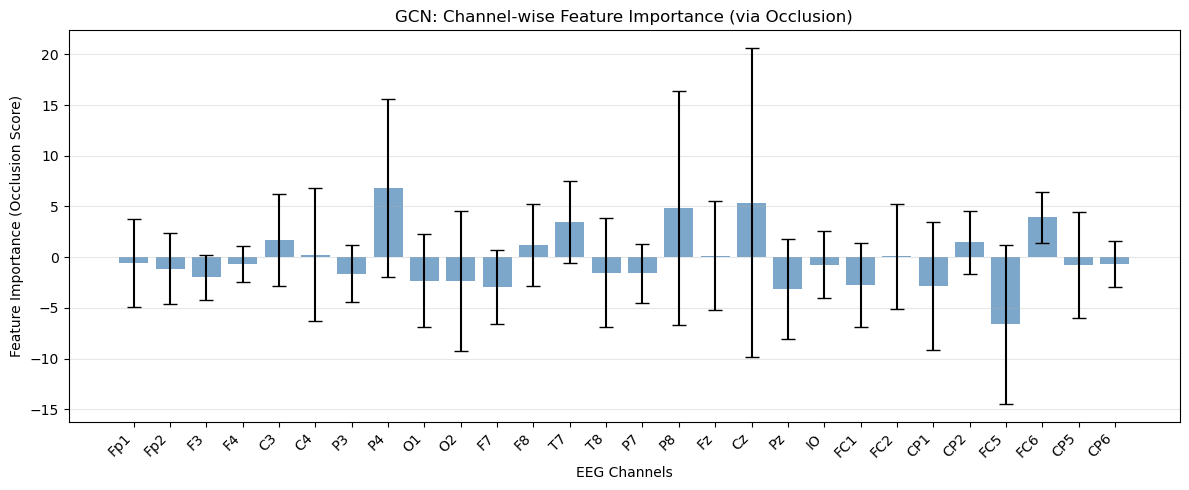 GCN: Channel-wise Feature Importance (via Occlusion)
Feature Importance (Occlusion Score)
20
15
10
5
0
−5
−10
−15
Fp1 Fp2 F3 F4 C3 C4 P3 P4 O1 O2 F7 F8 T7 T8 P7 P8 Fz Cz Pz IO FC1 FC2 CP1 CP2 FC5 FC6 CP5 CP6
EEG Channels